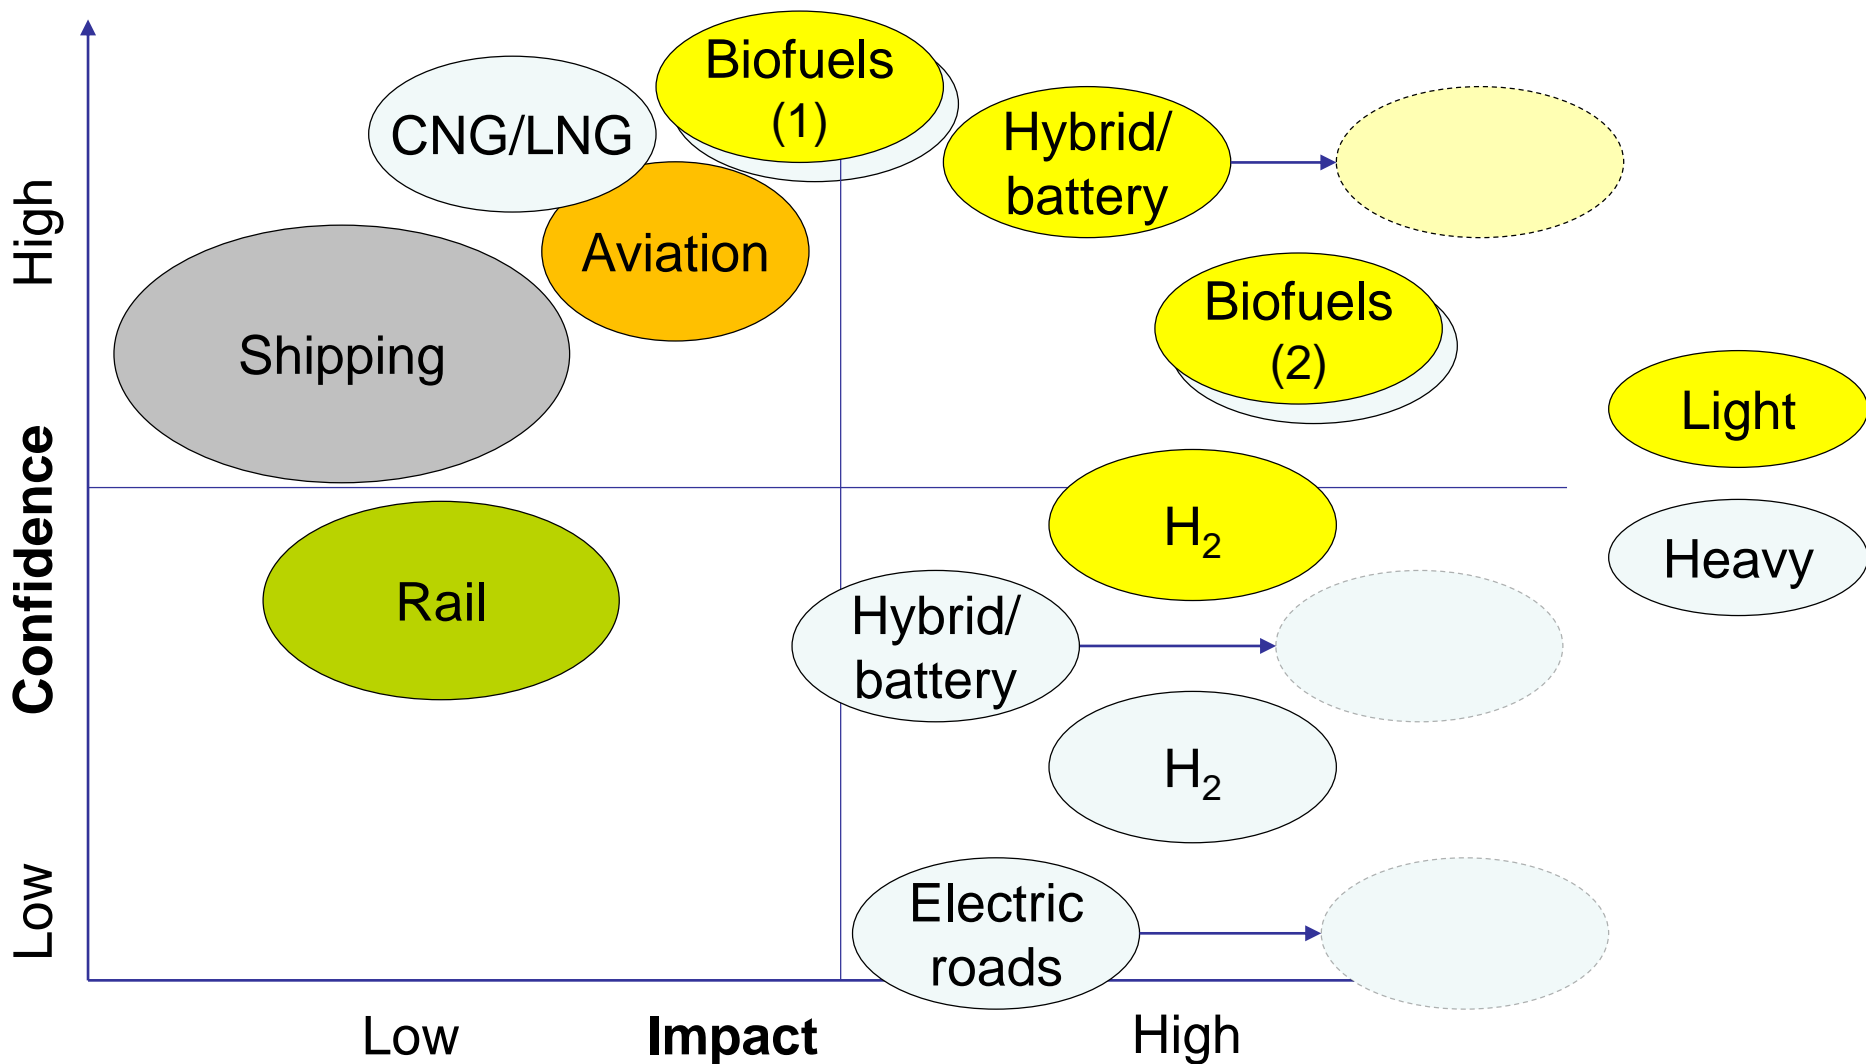 Biofuels
(1)
CNG/LNG
Hybrid/
battery
High
Aviation
Biofuels
(2)
Shipping
Light
Confidence
H₂
Heavy
Rail
Hybrid/
battery
H₂
Low
Electric
roads
Low
Impact
High